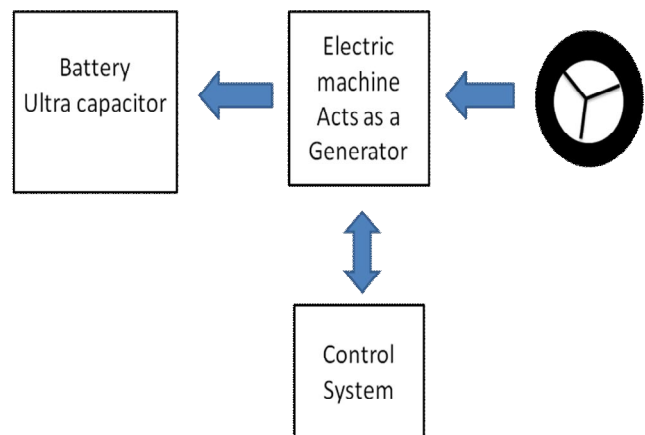 Battery
Ultra capacitor
Electric
machine
Acts as a
Generator
Control
System